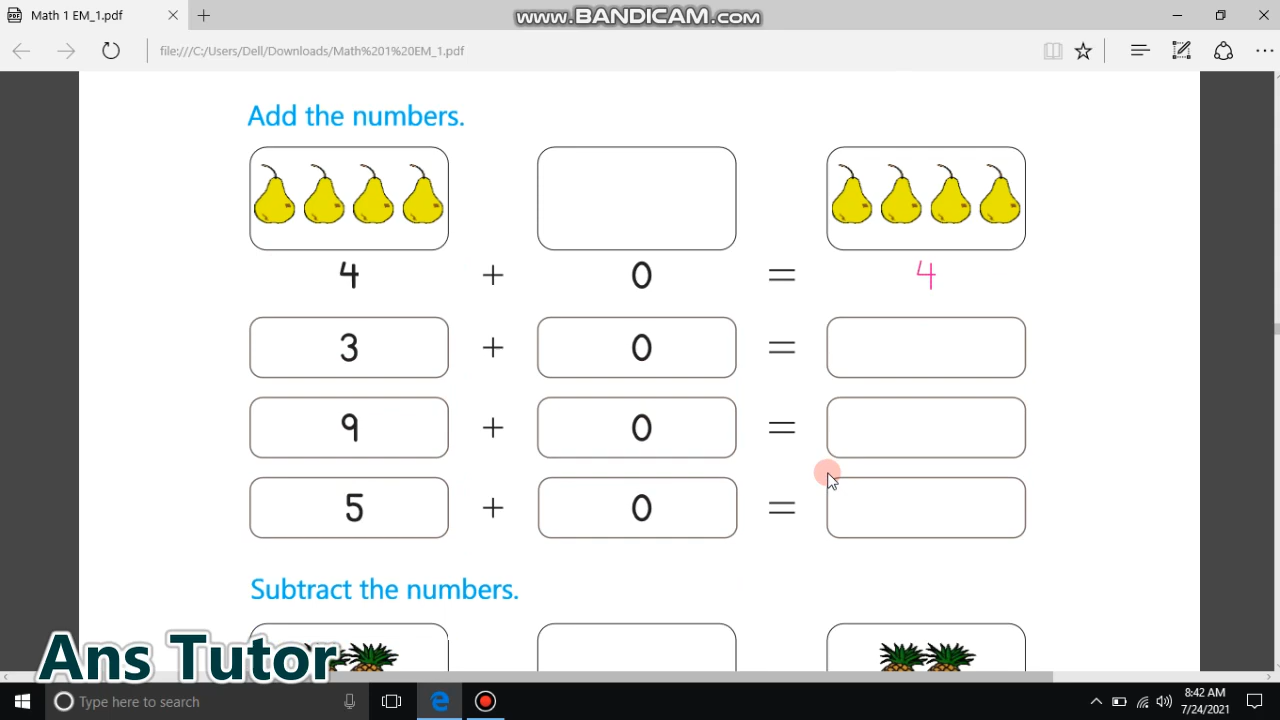 Math 1 EM_1.pdf
www.BANDICAM.com
file:///C:/Users/Dell/Downloads/Math%201%20EM_1.pdf
Add the numbers.
4 + 0 = 4
3 + 0 =
9 + 0 =
5 + 0 =
Subtract the numbers.
Ans Tutor
Type here to search
8:42 AM
7/24/2021